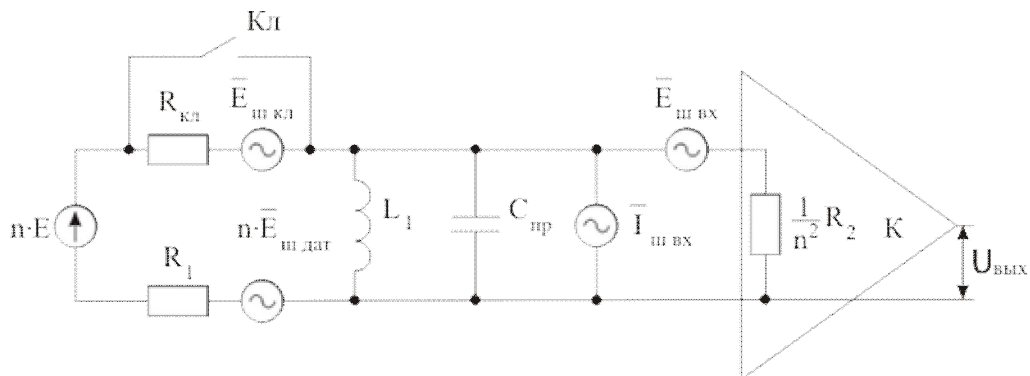 Кл
R кл
E̅ ш кл
E̅ ш вх
n·E
n·E̅ ш дат
L 1
C пр
I̅ ш вх
1/n² R 2
К
U вых
R 1